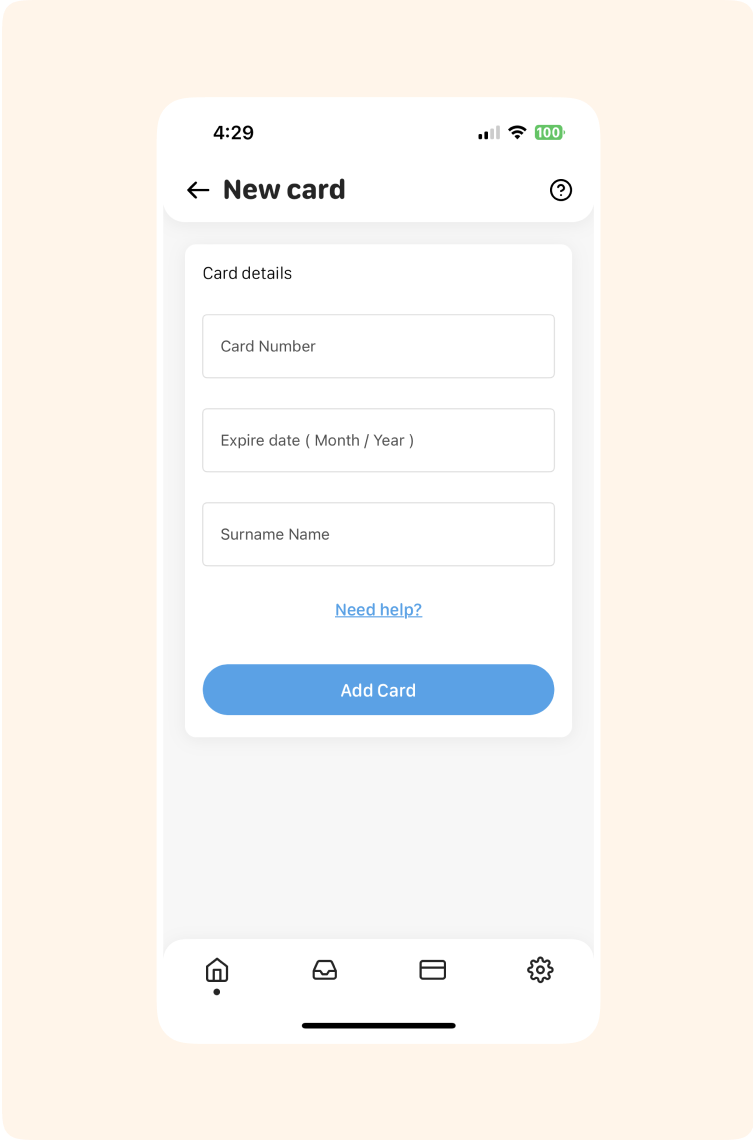 4:29
100
New card
Card details
Card Number
Expire date ( Month / Year )
Surname Name
Need help?
Add Card